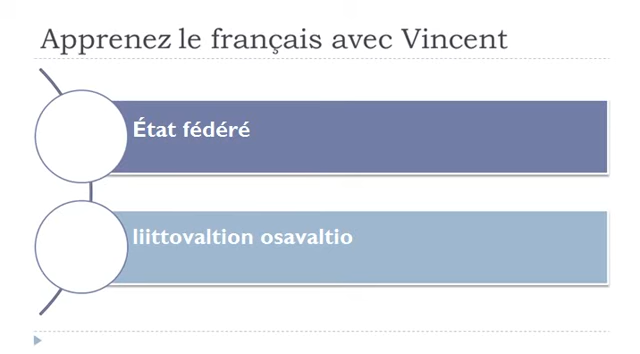 Apprenez le français avec Vincent
État fédéré
liittovaltion osavaltio